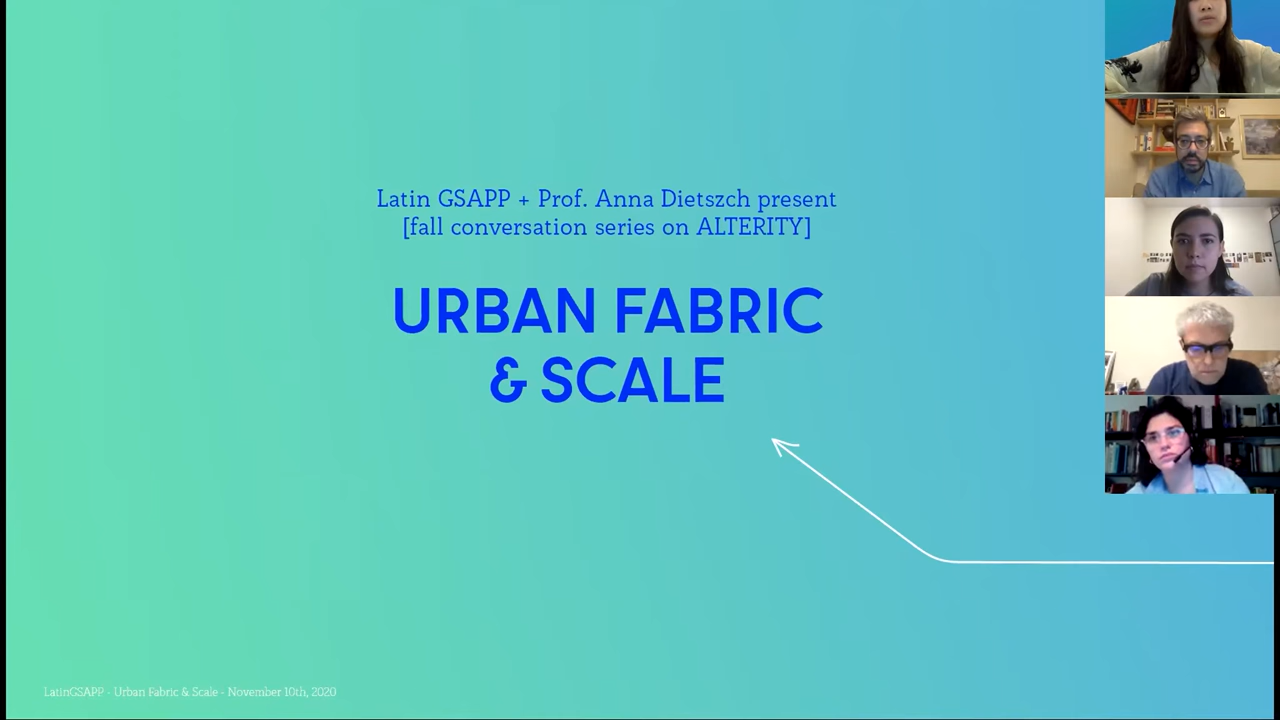 Latin GSAPP + Prof. Anna Dietszch present
[fall conversation series on ALTERITY]
URBAN FABRIC
& SCALE
LatinGSAPP - Urban Fabric & Scale - November 10th, 2020